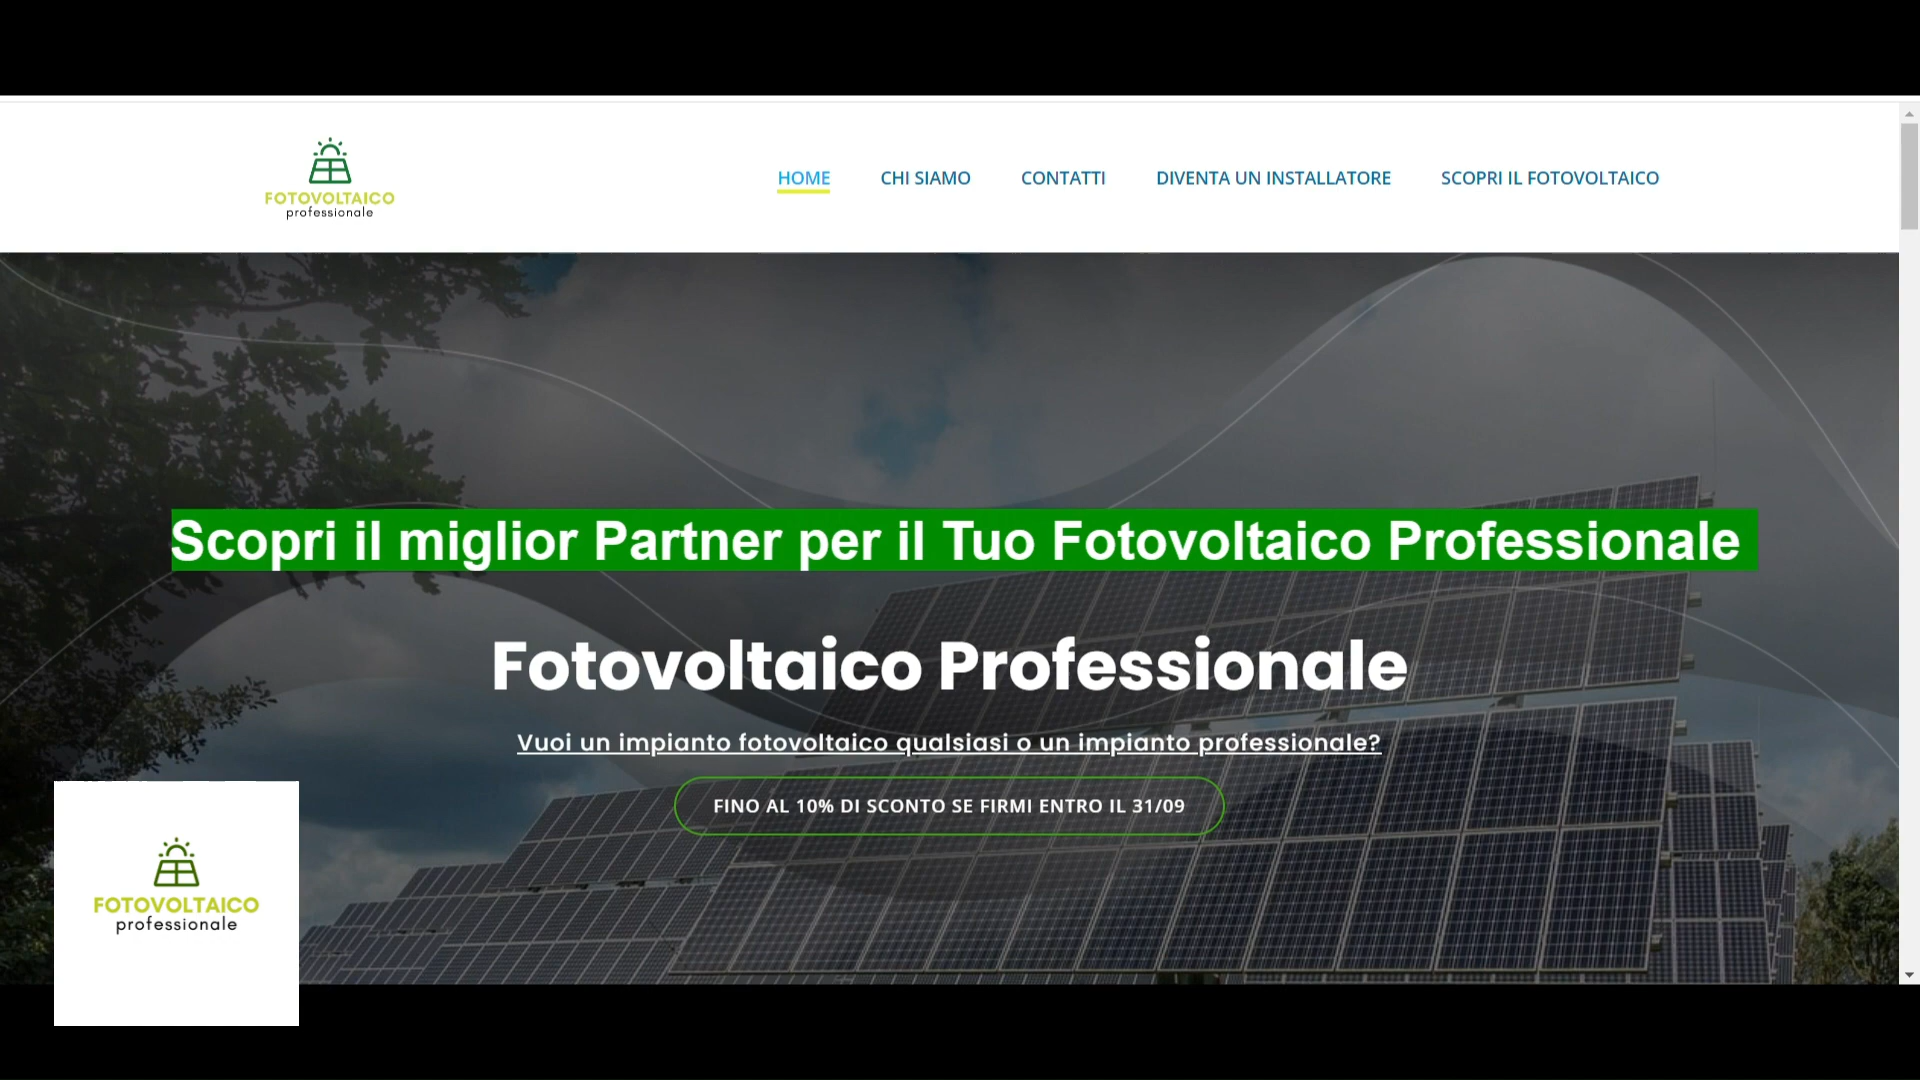 FOTOVOLTAICO
professionale
HOME
CHI SIAMO
CONTATTI
DIVENTA UN INSTALLATORE
SCOPRI IL FOTOVOLTAICO
Scopri il miglior Partner per il Tuo Fotovoltaico Professionale
Fotovoltaico Professionale
Vuoi un impianto fotovoltaico qualsiasi o un impianto professionale?
FINO AL 10% DI SCONTO SE FIRMI ENTRO IL 31/09
FOTOVOLTAICO
professionale